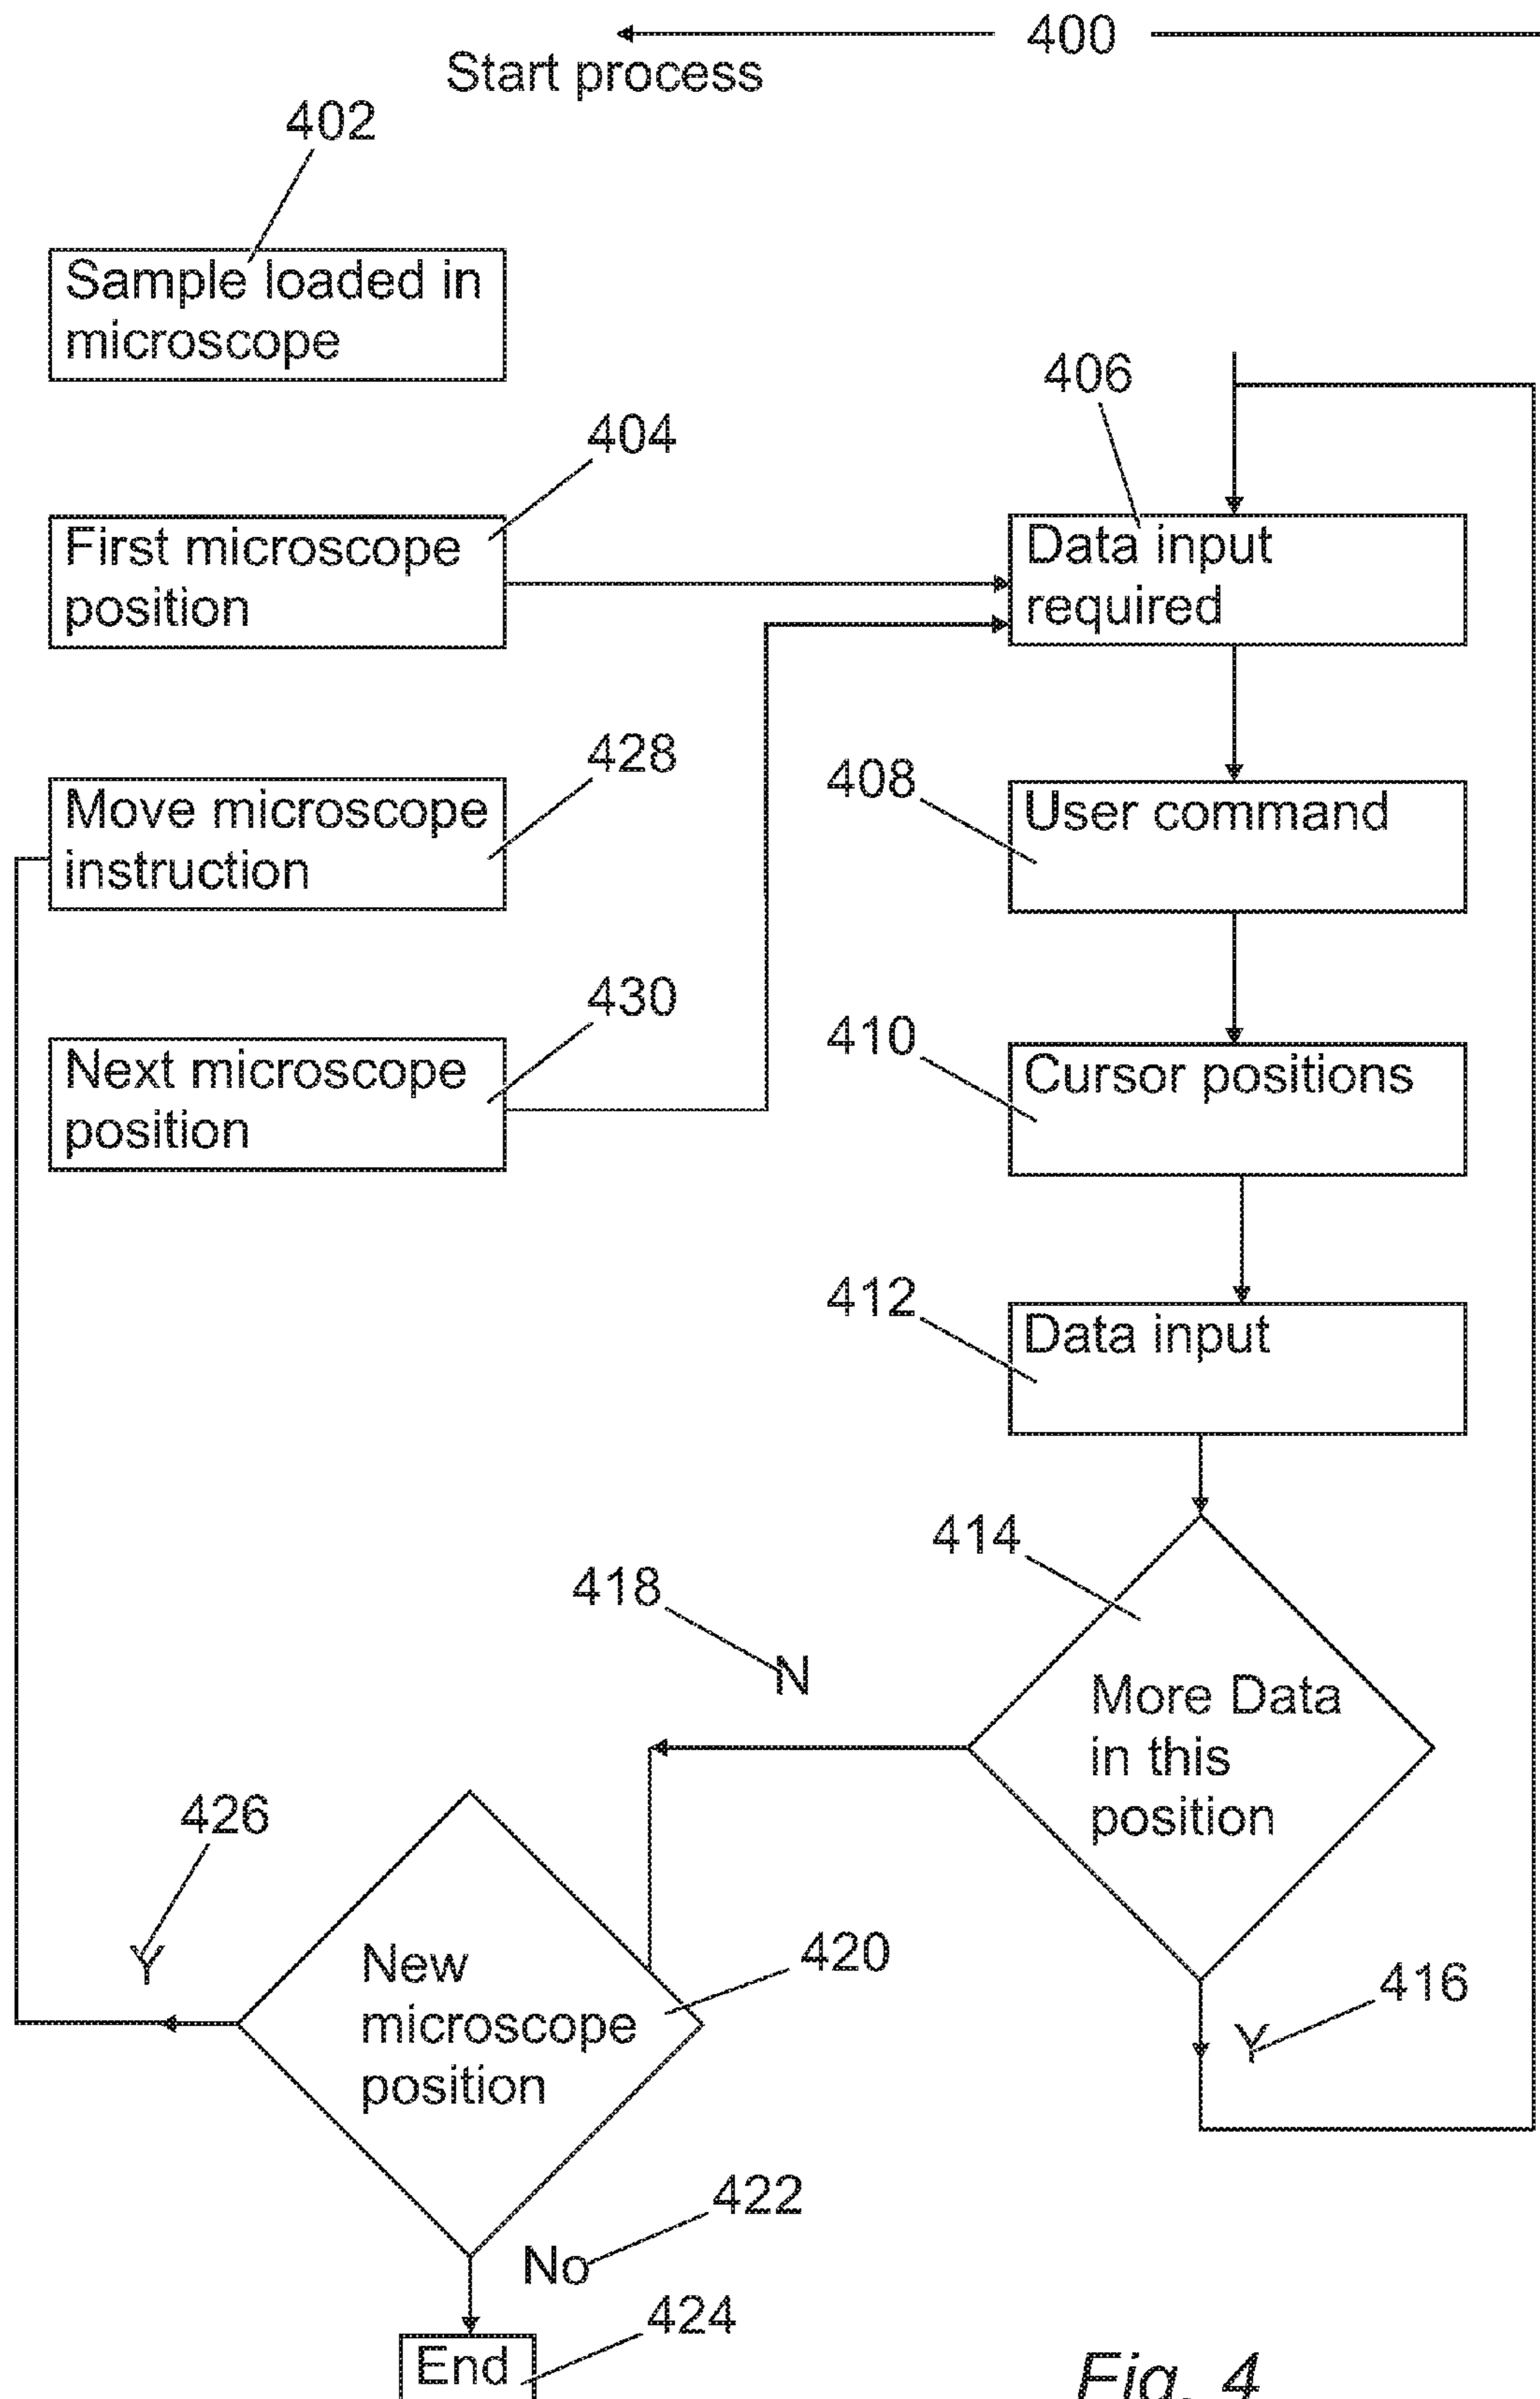 400
Start process
402
Sample loaded in
microscope
406
404
First microscope
position
Data input
required
428
408
Move microscope
instruction
User command
430
410
Next microscope
position
Cursor positions
412
Data input
414
418
N
More Data
in this
position
426
Y
420
New
microscope
position
416
Y
422
No
424
End
Fig. 4